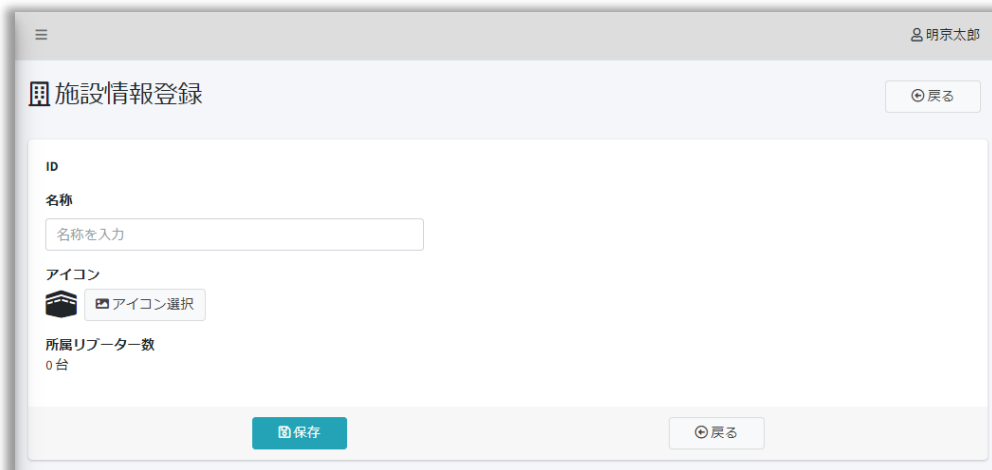 明京太郎
施設情報登録
戻る
ID
名称
名称を入力
アイコン
アイコン選択
所属リブーター数
0 台
保存
戻る